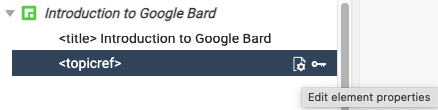 Introduction to Google Bard
<title> Introduction to Google Bard
<topicref>
Edit element properties